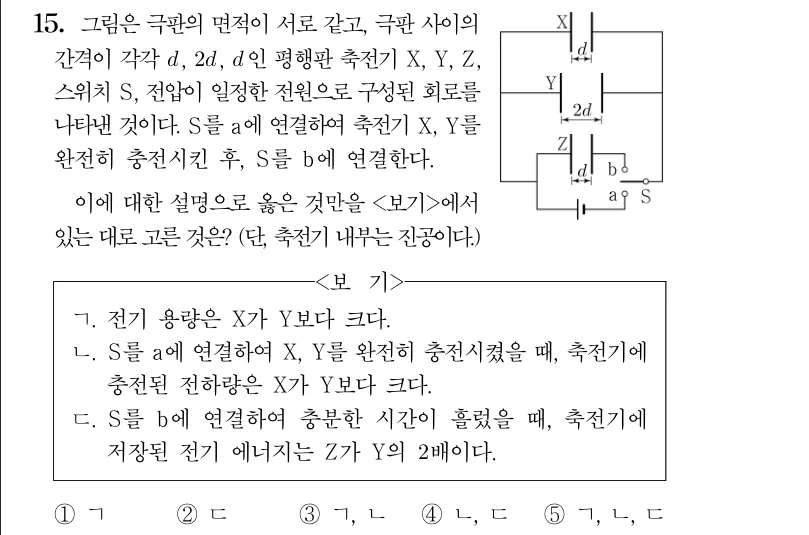 15. 그림은 극판의 면적이 서로 같고, 극판 사이의
간격이 각각 d, 2d, d인 평행판 축전기 X, Y, Z,
스위치 S, 전압이 일정한 전원으로 구성된 회로를
나타낸 것이다. S를 a에 연결하여 축전기 X, Y를
완전히 충전시킨 후, S를 b에 연결한다.
이에 대한 설명으로 옳은 것만을 <보기>에서
있는 대로 고른 것은? (단, 축전기 내부는 진공이다.)
X
d
Y
2d
Z
d
b
a
S
<보 기>
ㄱ. 전기 용량은 X가 Y보다 크다.
ㄴ. S를 a에 연결하여 X, Y를 완전히 충전시켰을 때, 축전기에
충전된 전하량은 X가 Y보다 크다.
ㄷ. S를 b에 연결하여 충분한 시간이 흘렀을 때, 축전기에
저장된 전기 에너지는 Z가 Y의 2배이다.
① ㄱ ② ㄷ ③ ㄱ, ㄴ ④ ㄴ, ㄷ ⑤ ㄱ, ㄴ, ㄷ